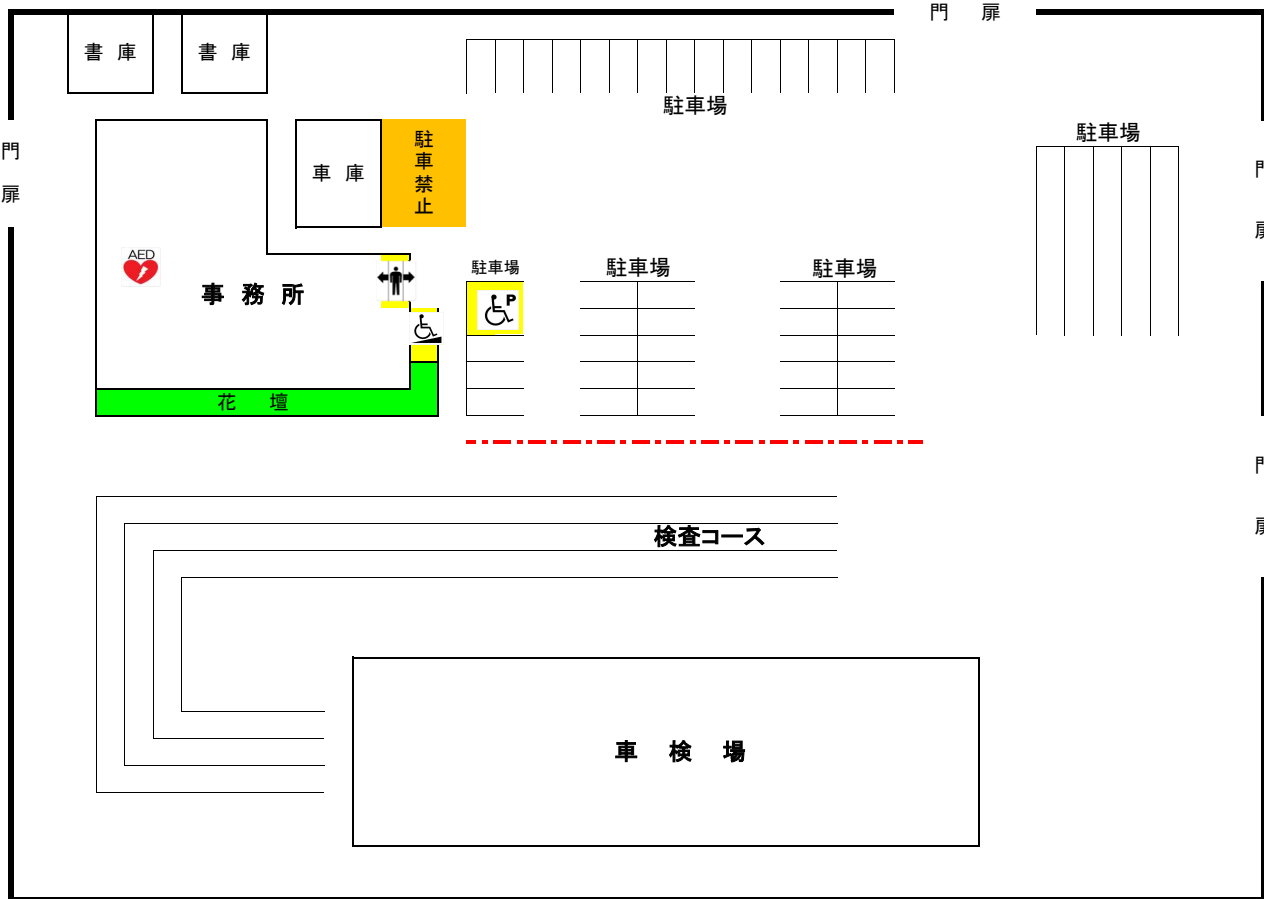 門 扉
書 庫
書 庫
駐車場
門
扉
車 庫
駐
車
禁
止
駐車場
門
扉
AED
事 務 所
駐車場
駐車場
駐車場
P
花 壇
門
扉
検査コース
車 検 場